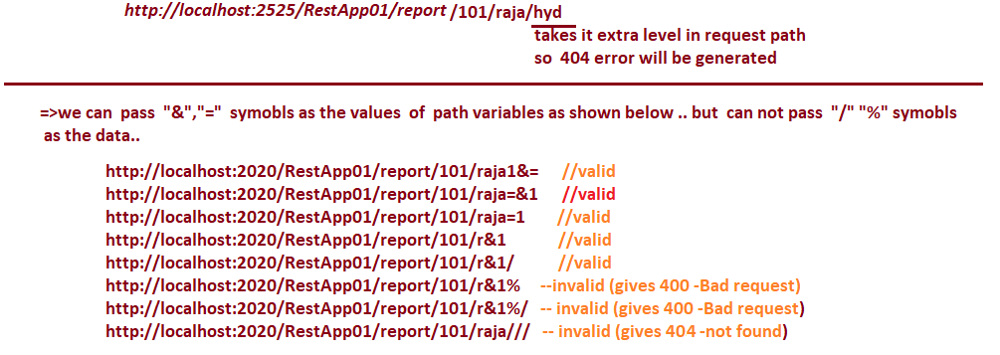 http://localhost:2525/RestApp01/report /101/raja/hyd
takes it extra level in request path
so 404 error will be generated
=>we can pass "&","=" symobls as the values of path variables as shown below .. but can not pass "/" "%" symobls
as the data..
http://localhost:2020/RestApp01/report/101/raja1&= //valid
http://localhost:2020/RestApp01/report/101/raja=&1 //valid
http://localhost:2020/RestApp01/report/101/raja=1 //valid
http://localhost:2020/RestApp01/report/101/r&1 //valid
http://localhost:2020/RestApp01/report/101/r&1/ //valid
http://localhost:2020/RestApp01/report/101/r&1% --invalid (gives 400 -Bad request)
http://localhost:2020/RestApp01/report/101/r&1%/ -- invalid (gives 400 -Bad request)
http://localhost:2020/RestApp01/report/101/raja/// -- invalid (gives 404 -not found)